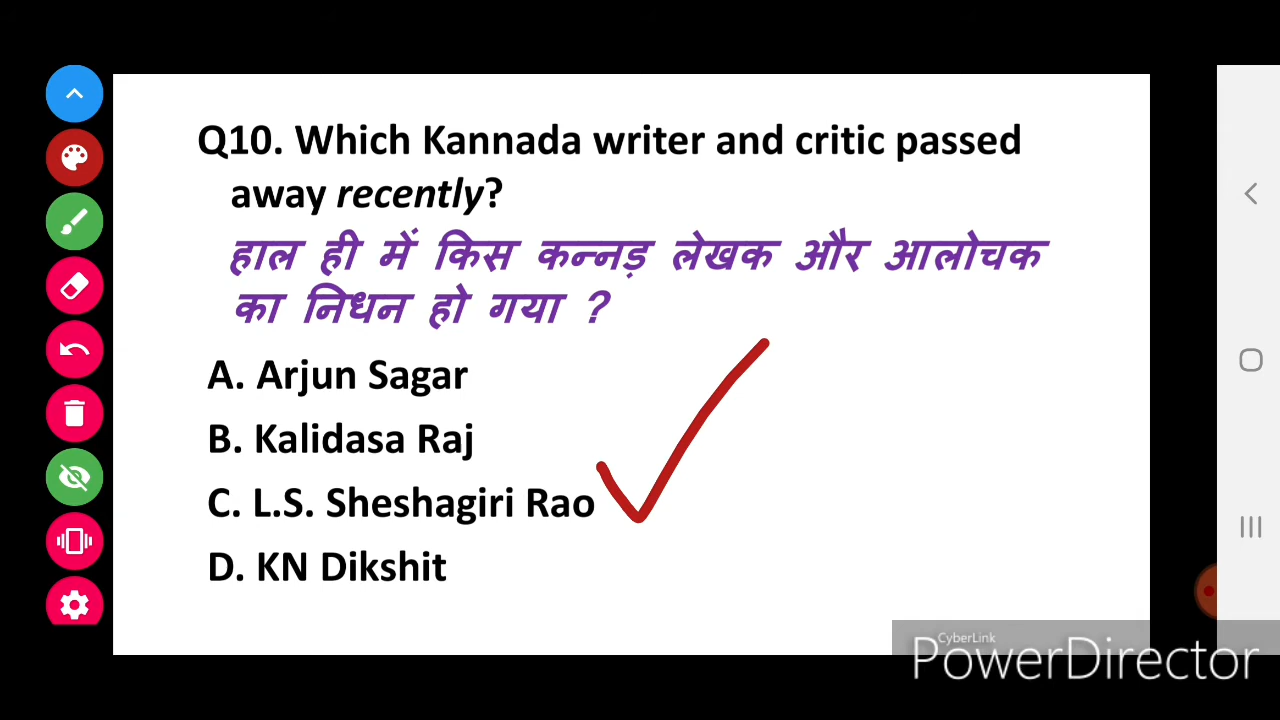 Q10. Which Kannada writer and critic passed
away recently?
हाल ही में किस कन्नड़ लेखक और आलोचक
का निधन हो गया ?
A. Arjun Sagar
B. Kalidasa Raj
C. L.S. Sheshagiri Rao
D. KN Dikshit
CyberLink
PowerDirector